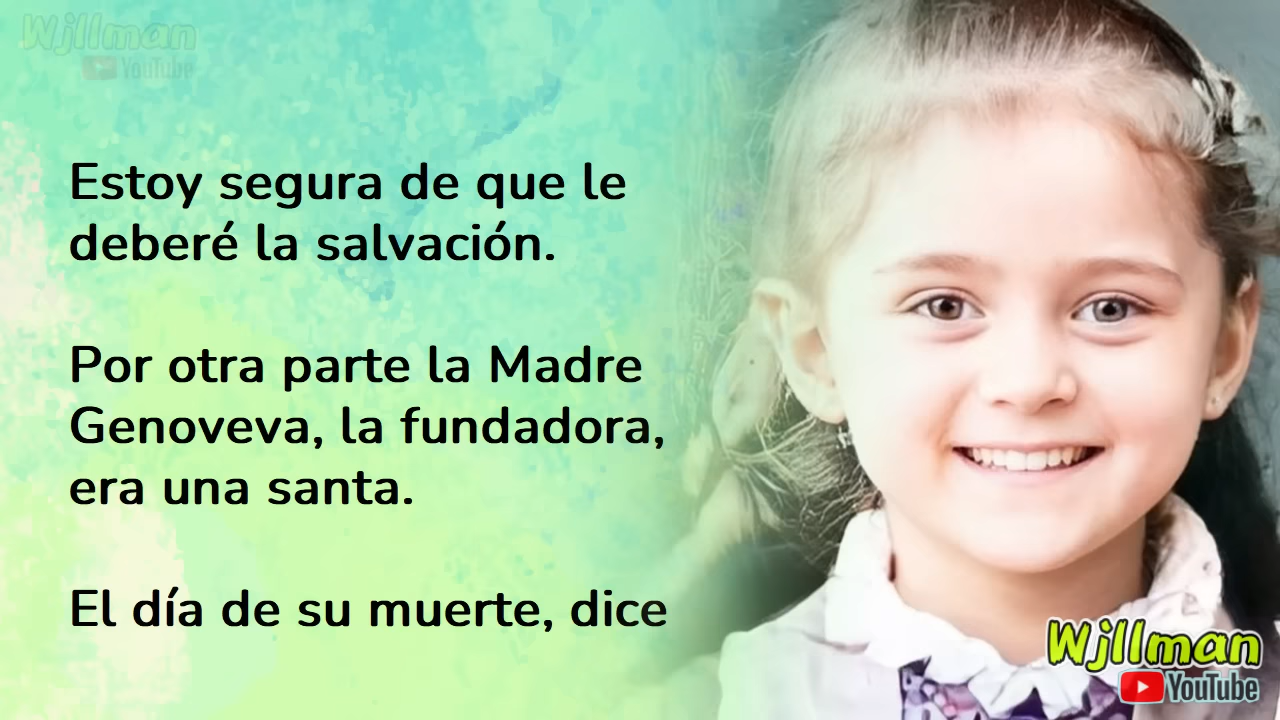 Wjllman
YouTube
Estoy segura de que le
deberé la salvación.
Por otra parte la Madre
Genoveva, la fundadora,
era una santa.
El día de su muerte, dice
Wjllman
YouTube